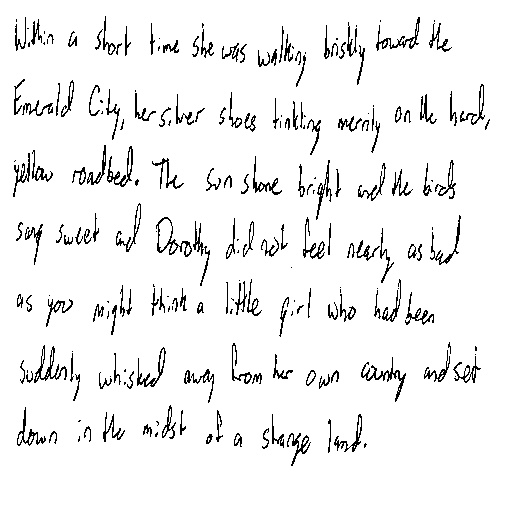 Within a short time she was walking briskly toward the
Emerald City, her silver shoes tinkling merrily on the hard,
yellow roadbed. The sun shone bright and the birds
sang sweet and Dorothy did not feel nearly as bad
as you might think a little girl who had been
suddenly whisked away from her own country and set
down in the midst of a strange land.